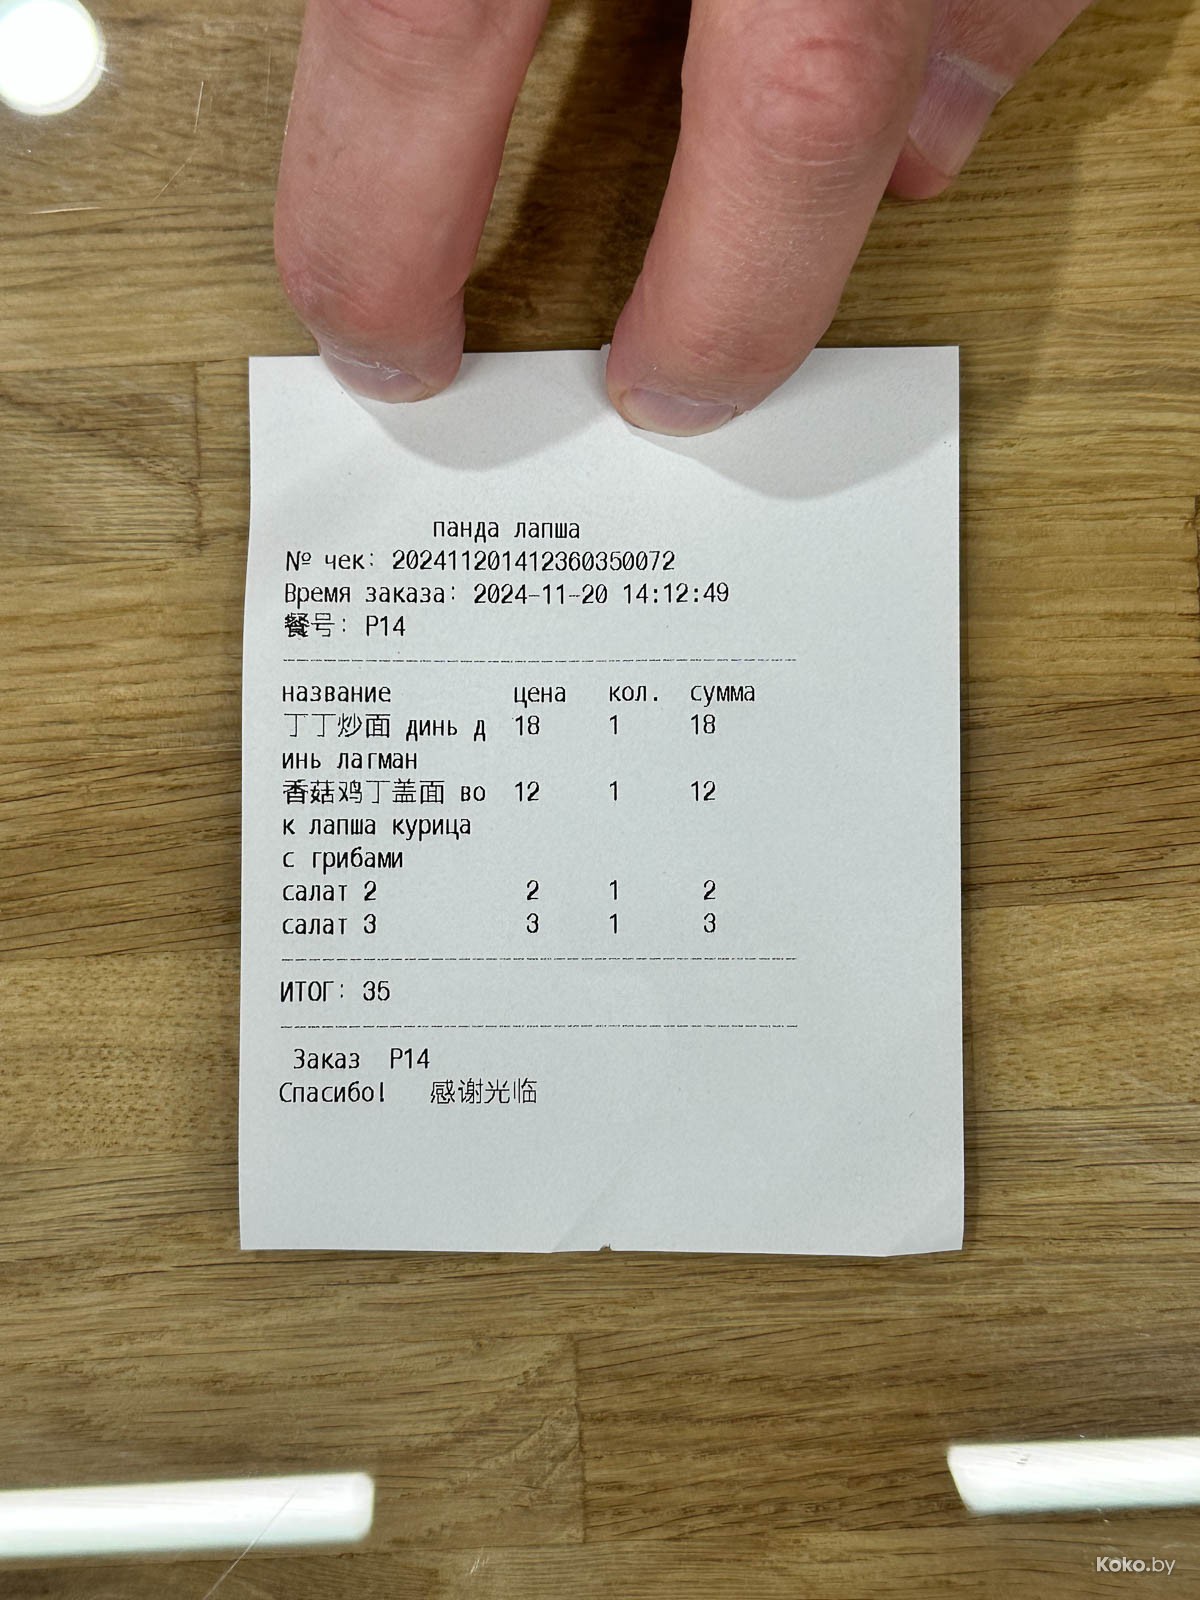 панда лапша
№ чек: 202411201412360350072
Время заказа: 2024-11-20 14:12:49
餐号: P14
название цена кол. сумма
丁丁炒面 динь д 18 1 18
инь лагман
香菇鸡丁盖面 во 12 1 12
к лапша курица
с грибами
салат 2 2 1 2
салат 3 3 1 3
ИТОГ: 35
Заказ P14
Спасибо! 感谢光临
Koko.by